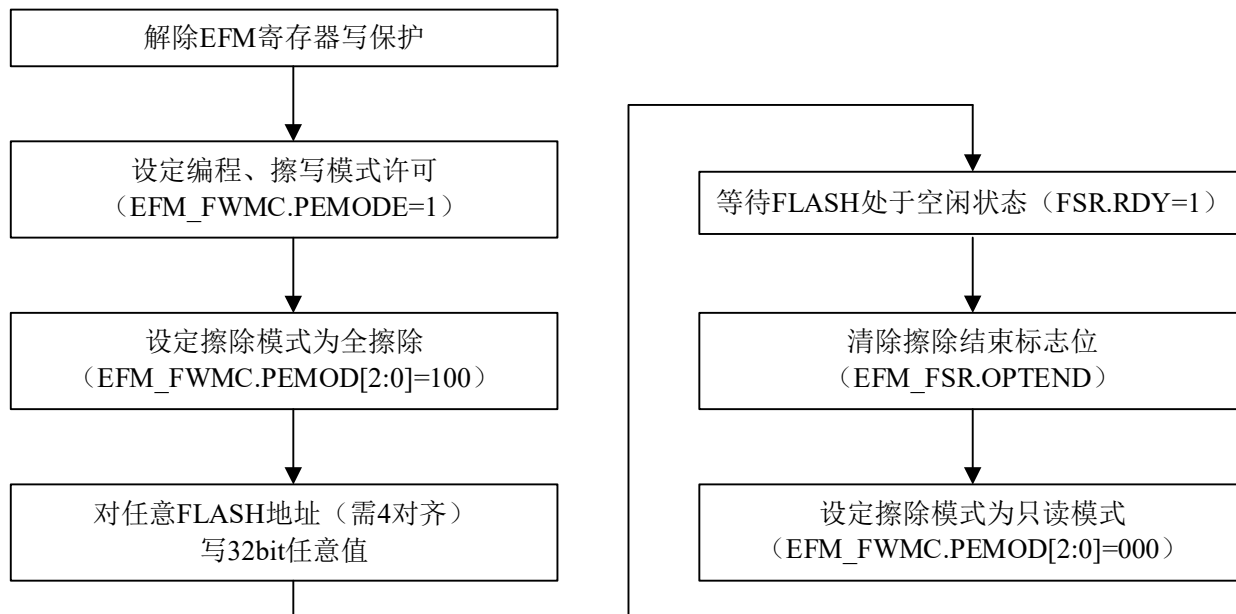 解除EFM寄存器写保护
设定编程、擦写模式许可
（EFM_FWMC.PEMODE=1）
设定擦除模式为全擦除
（EFM_FWMC.PEMOD[2:0]=100）
对任意FLASH地址（需4对齐）
写32bit任意值
等待FLASH处于空闲状态（FSR.RDY=1）
清除擦除结束标志位
（EFM_FSR.OPTEND）
设定擦除模式为只读模式
（EFM_FWMC.PEMOD[2:0]=000）